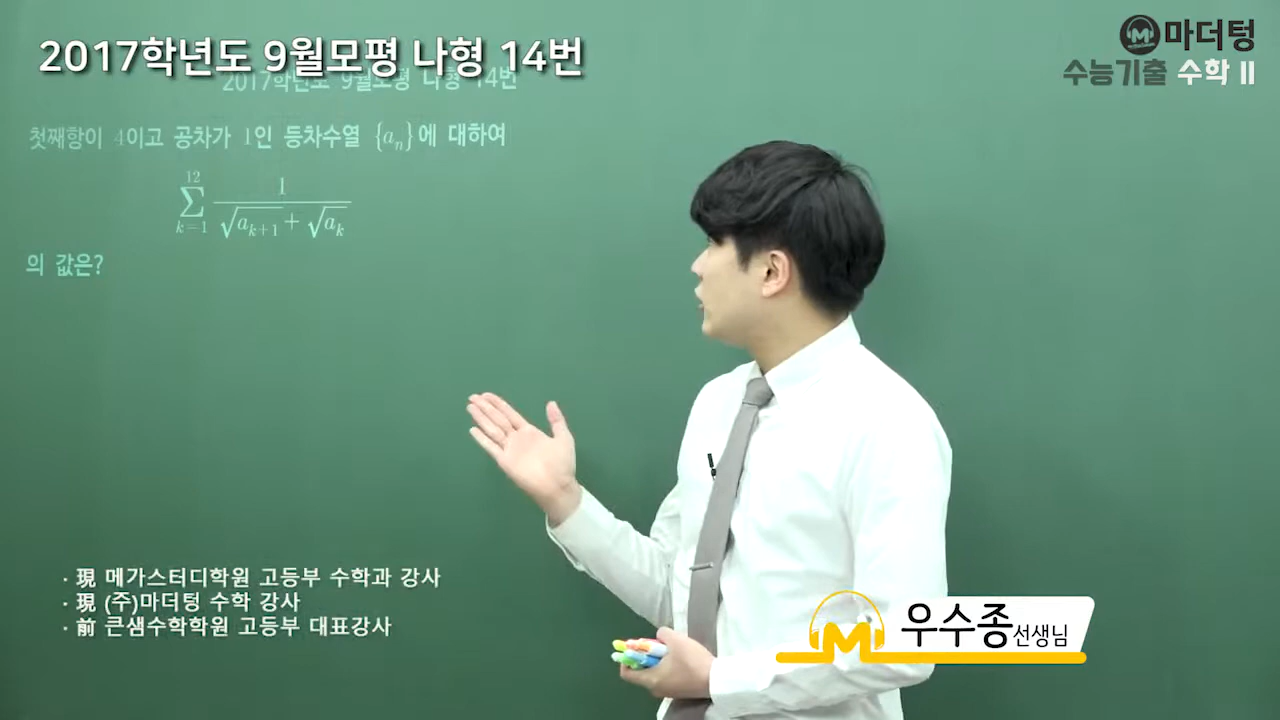 2017학년도 9월모평 나형 14번
마더텅
수능기출 수학 II
2017학년도 9월모평 나형 14번
첫째항이 4이고 공차가 1인 등차수열 {a_n}에 대하여
\sum_{k=1}^{12} \frac{1}{\sqrt{a_{k+1}}+\sqrt{a_k}}
의 값은?
· 現 메가스터디학원 고등부 수학과 강사
· 現 (주)마더텅 수학 강사
· 前 큰샘수학학원 고등부 대표강사
우수종선생님